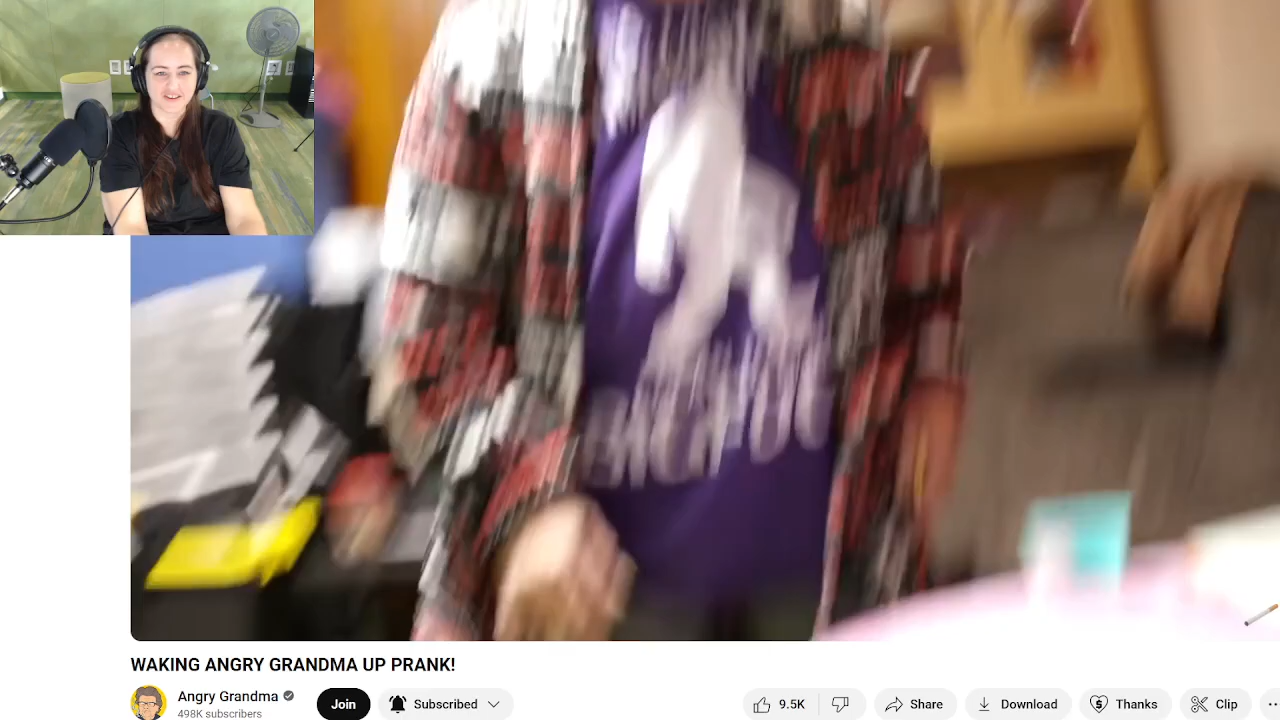 WAKING ANGRY GRANDMA UP PRANK!
Angry Grandma
498K subscribers
Join
Subscribed
9.5K
Share
Download
Thanks
Clip